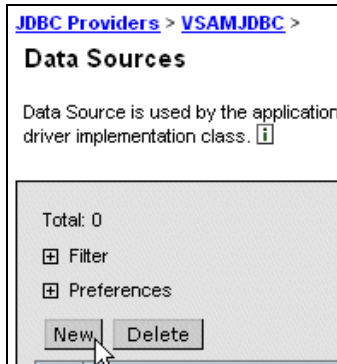 JDBC Providers > VSAMJDBC >
Data Sources
Data Source is used by the application
driver implementation class. i
Total: 0
Filter
Preferences
New Delete